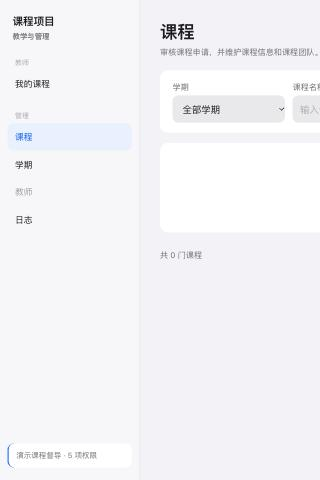 课程项目
教学与管理
教师
我的课程
管理
课程
学期
教师
日志
演示课程督导 · 5 项权限
课程
审核课程申请，并维护课程信息和课程团队。
学期
课程名称
全部学期
输入
共 0 门课程